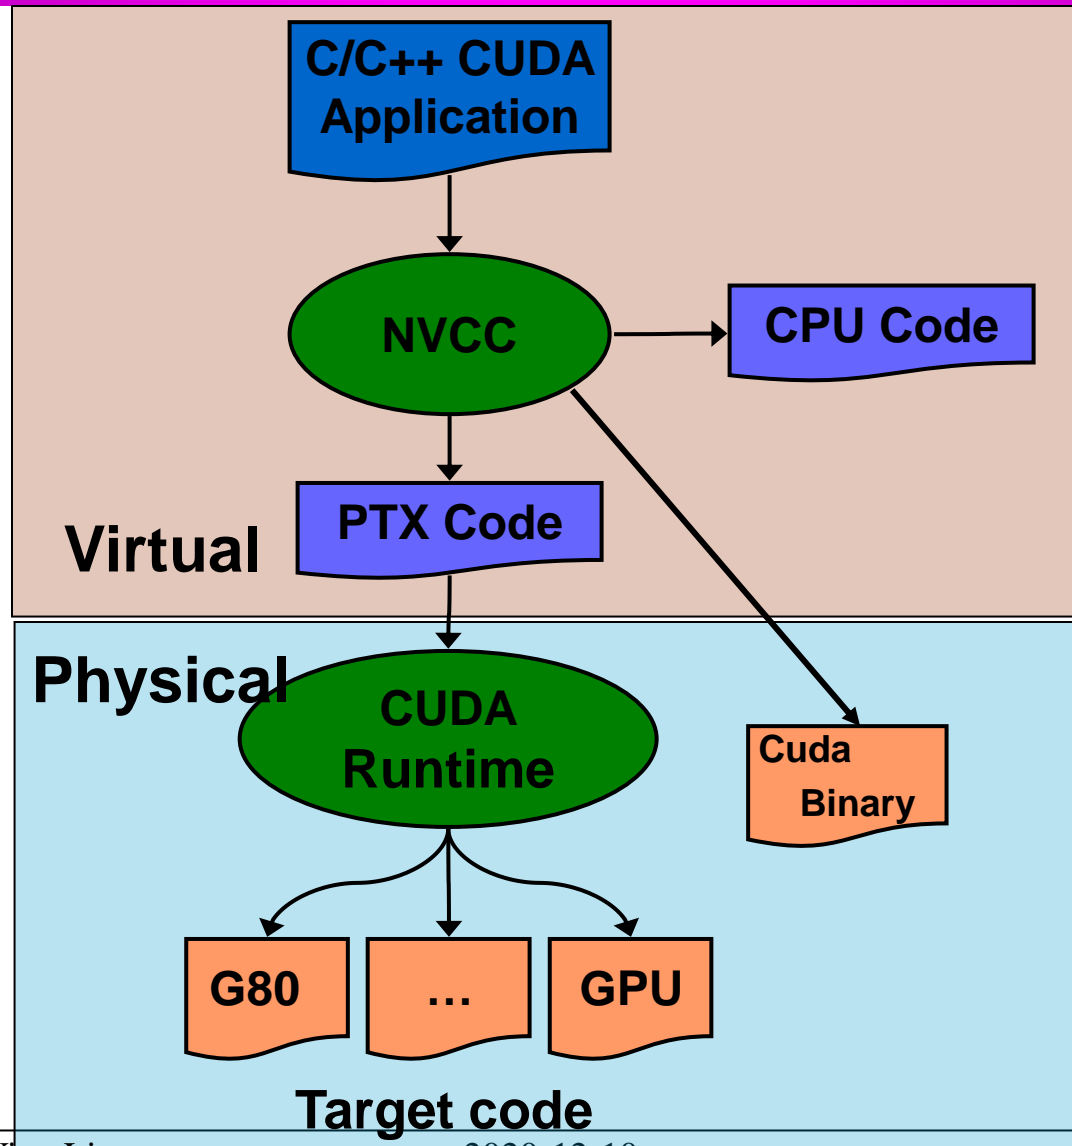 C/C++ CUDA
Application
NVCC
CPU Code
PTX Code
Virtual
Physical
CUDA
Runtime
Cuda
Binary
G80
…
GPU
Target code